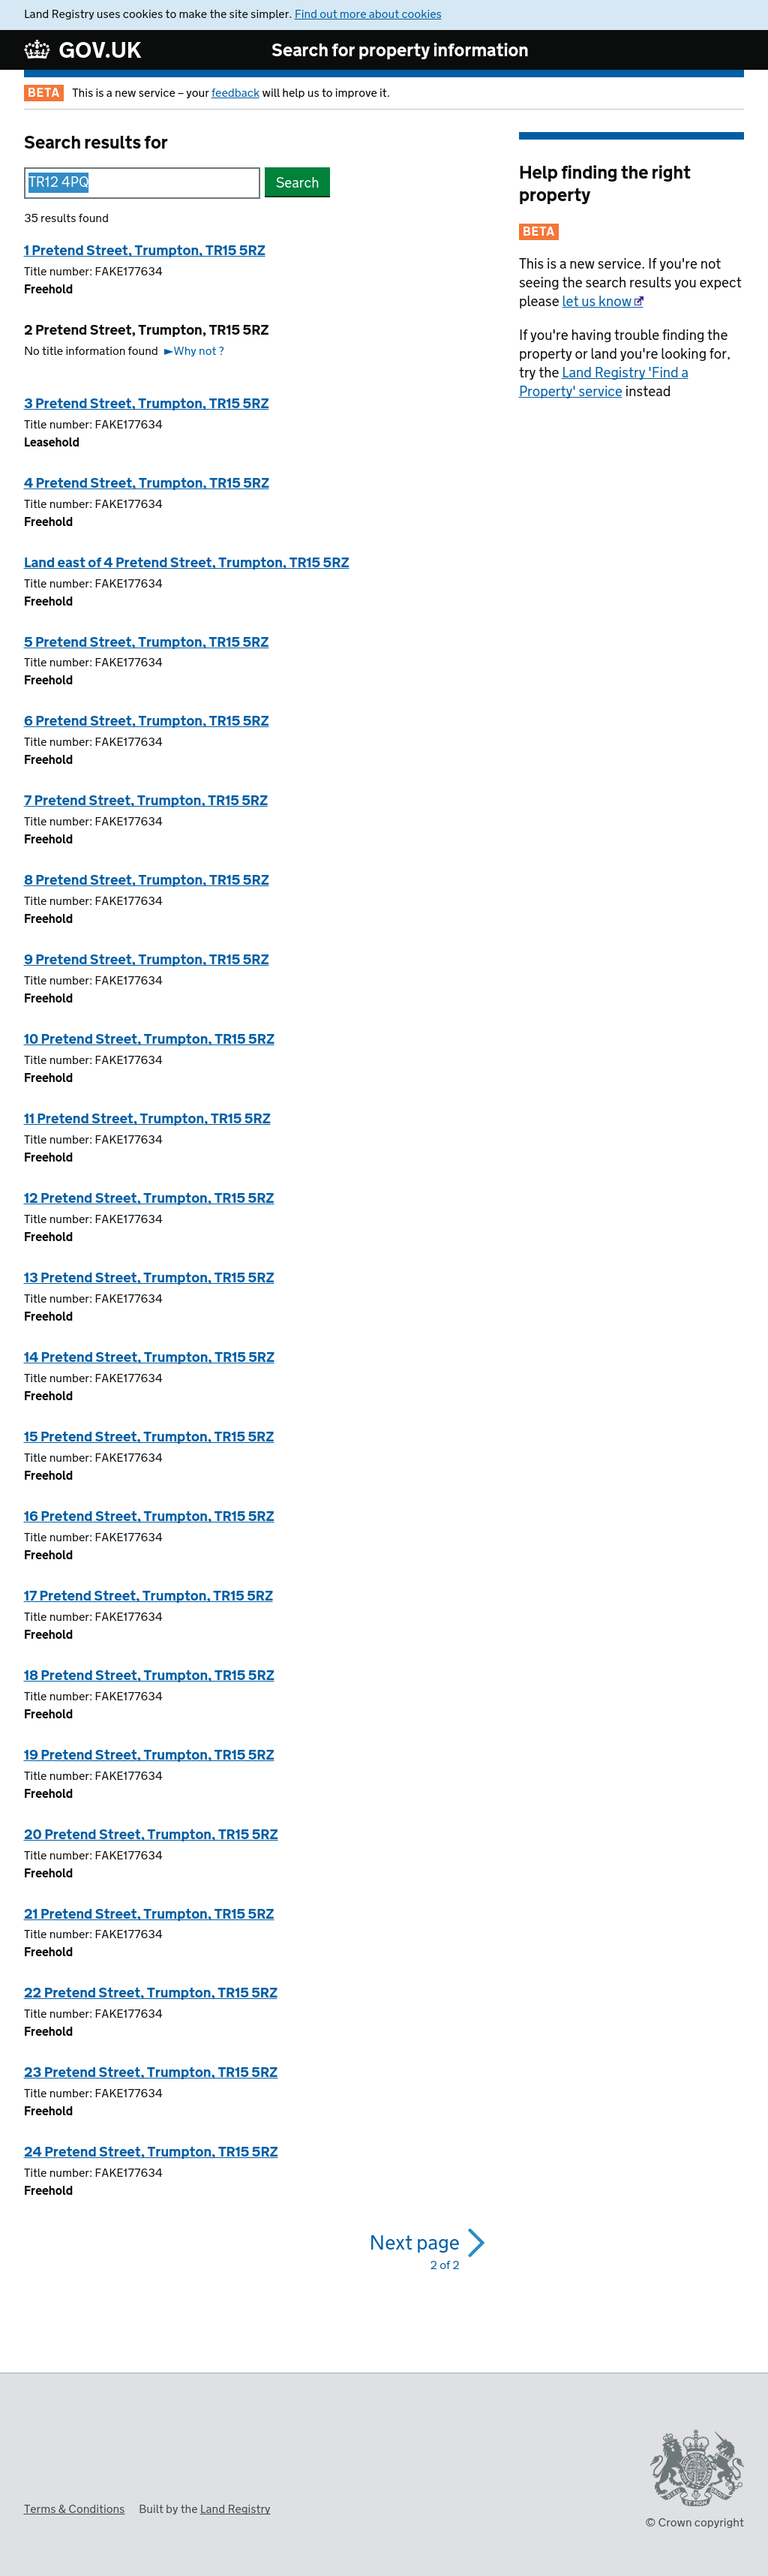 Land Registry uses cookies to make the site simpler. Find out more about cookies
GOV.UK
Search for property information
BETA This is a new service – your feedback will help us to improve it.
Search results for
TR12 4PQ
Search
35 results found
1 Pretend Street, Trumpton, TR15 5RZ
Title number: FAKE177634
Freehold
2 Pretend Street, Trumpton, TR15 5RZ
No title information found ►Why not ?
3 Pretend Street, Trumpton, TR15 5RZ
Title number: FAKE177634
Leasehold
4 Pretend Street, Trumpton, TR15 5RZ
Title number: FAKE177634
Freehold
Land east of 4 Pretend Street, Trumpton, TR15 5RZ
Title number: FAKE177634
Freehold
5 Pretend Street, Trumpton, TR15 5RZ
Title number: FAKE177634
Freehold
6 Pretend Street, Trumpton, TR15 5RZ
Title number: FAKE177634
Freehold
7 Pretend Street, Trumpton, TR15 5RZ
Title number: FAKE177634
Freehold
8 Pretend Street, Trumpton, TR15 5RZ
Title number: FAKE177634
Freehold
9 Pretend Street, Trumpton, TR15 5RZ
Title number: FAKE177634
Freehold
10 Pretend Street, Trumpton, TR15 5RZ
Title number: FAKE177634
Freehold
11 Pretend Street, Trumpton, TR15 5RZ
Title number: FAKE177634
Freehold
12 Pretend Street, Trumpton, TR15 5RZ
Title number: FAKE177634
Freehold
13 Pretend Street, Trumpton, TR15 5RZ
Title number: FAKE177634
Freehold
14 Pretend Street, Trumpton, TR15 5RZ
Title number: FAKE177634
Freehold
15 Pretend Street, Trumpton, TR15 5RZ
Title number: FAKE177634
Freehold
16 Pretend Street, Trumpton, TR15 5RZ
Title number: FAKE177634
Freehold
17 Pretend Street, Trumpton, TR15 5RZ
Title number: FAKE177634
Freehold
18 Pretend Street, Trumpton, TR15 5RZ
Title number: FAKE177634
Freehold
19 Pretend Street, Trumpton, TR15 5RZ
Title number: FAKE177634
Freehold
20 Pretend Street, Trumpton, TR15 5RZ
Title number: FAKE177634
Freehold
21 Pretend Street, Trumpton, TR15 5RZ
Title number: FAKE177634
Freehold
22 Pretend Street, Trumpton, TR15 5RZ
Title number: FAKE177634
Freehold
23 Pretend Street, Trumpton, TR15 5RZ
Title number: FAKE177634
Freehold
24 Pretend Street, Trumpton, TR15 5RZ
Title number: FAKE177634
Freehold
Next page
2 of 2
Help finding the right
property
BETA
This is a new service. If you're not
seeing the search results you expect
please let us know
If you're having trouble finding the
property or land you're looking for,
try the Land Registry 'Find a
Property' service instead
Terms & Conditions Built by the Land Registry
© Crown copyright